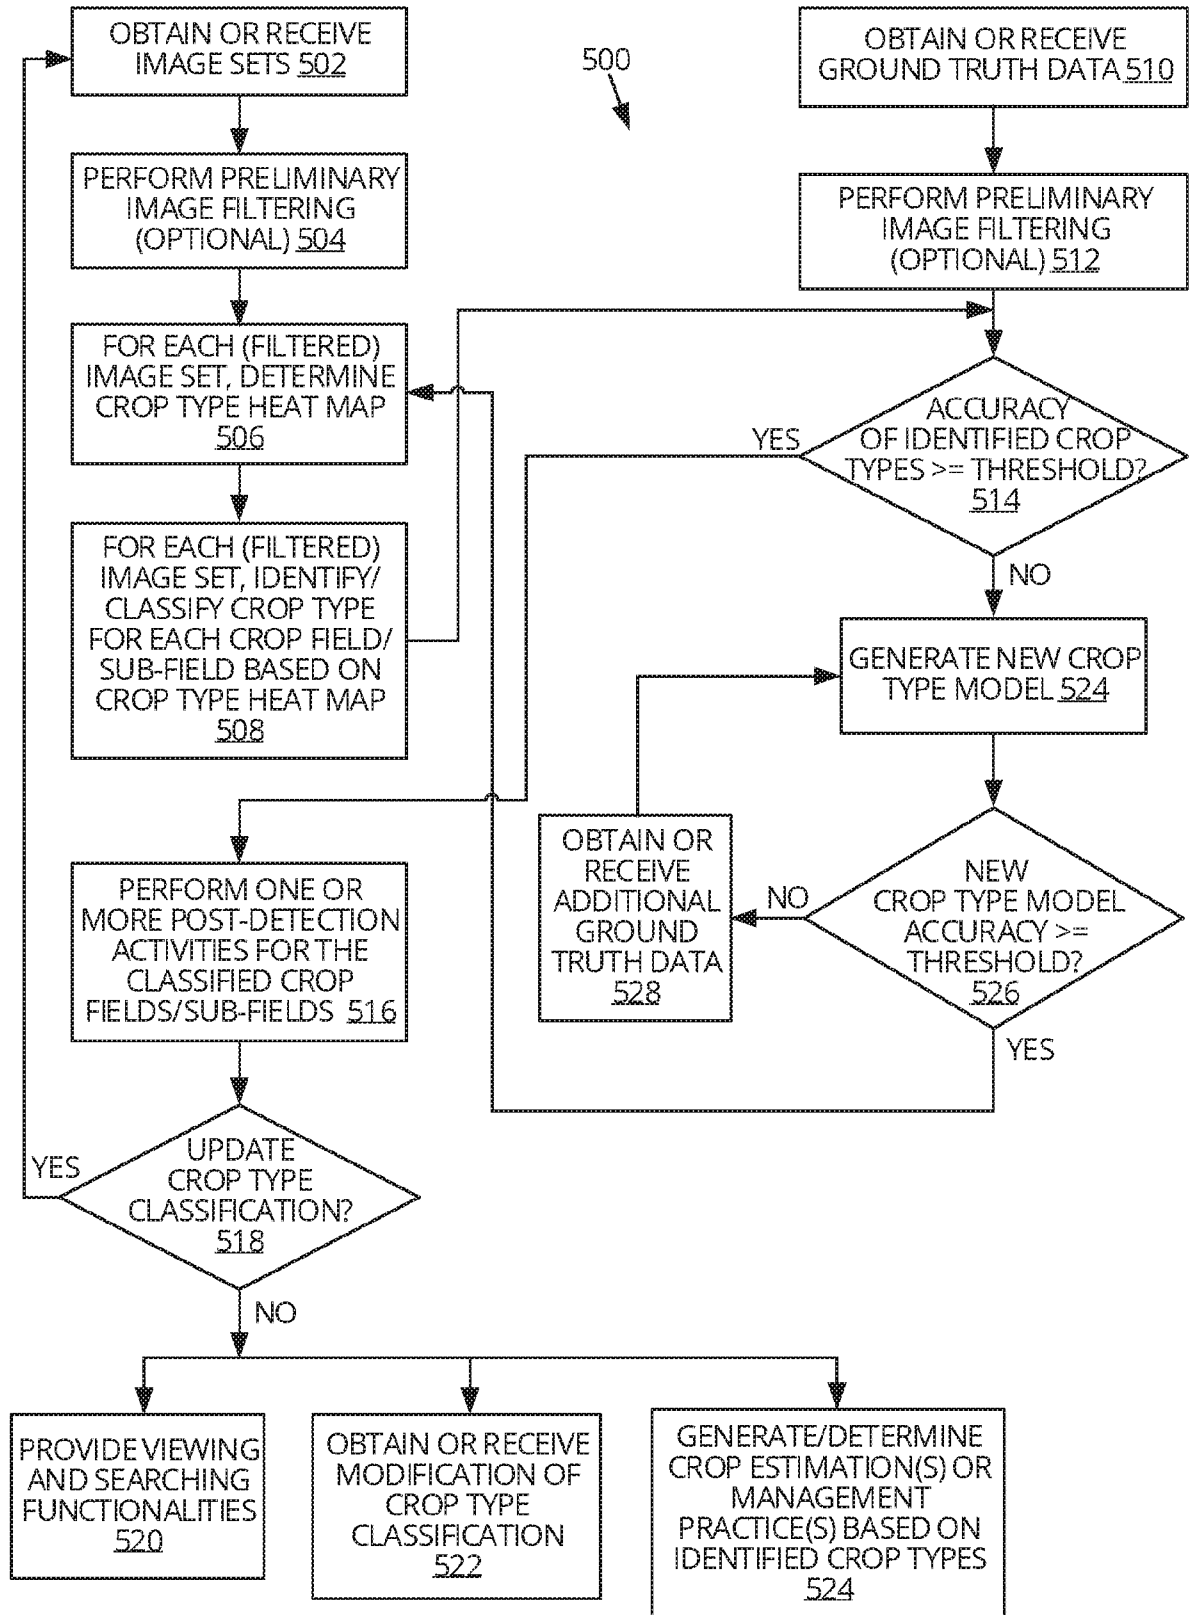 OBTAIN OR RECEIVE
IMAGE SETS 502
500
OBTAIN OR RECEIVE
GROUND TRUTH DATA 510
PERFORM PRELIMINARY
IMAGE FILTERING
(OPTIONAL) 504
PERFORM PRELIMINARY
IMAGE FILTERING
(OPTIONAL) 512
FOR EACH (FILTERED)
IMAGE SET, DETERMINE
CROP TYPE HEAT MAP
506
YES
ACCURACY
OF IDENTIFIED CROP
TYPES >= THRESHOLD?
514
NO
FOR EACH (FILTERED)
IMAGE SET, IDENTIFY/
CLASSIFY CROP TYPE
FOR EACH CROP FIELD/
SUB-FIELD BASED ON
CROP TYPE HEAT MAP
508
GENERATE NEW CROP
TYPE MODEL 524
OBTAIN OR
RECEIVE
ADDITIONAL
GROUND
TRUTH DATA
528
NO
NEW
CROP TYPE MODEL
ACCURACY >=
THRESHOLD?
526
YES
PERFORM ONE OR
MORE POST-DETECTION
ACTIVITIES FOR THE
CLASSIFIED CROP
FIELDS/SUB-FIELDS 516
YES
UPDATE
CROP TYPE
CLASSIFICATION?
518
NO
PROVIDE VIEWING
AND SEARCHING
FUNCTIONALITIES
520
OBTAIN OR RECEIVE
MODIFICATION OF
CROP TYPE
CLASSIFICATION
522
GENERATE/DETERMINE
CROP ESTIMATION(S) OR
MANAGEMENT
PRACTICE(S) BASED ON
IDENTIFIED CROP TYPES
524